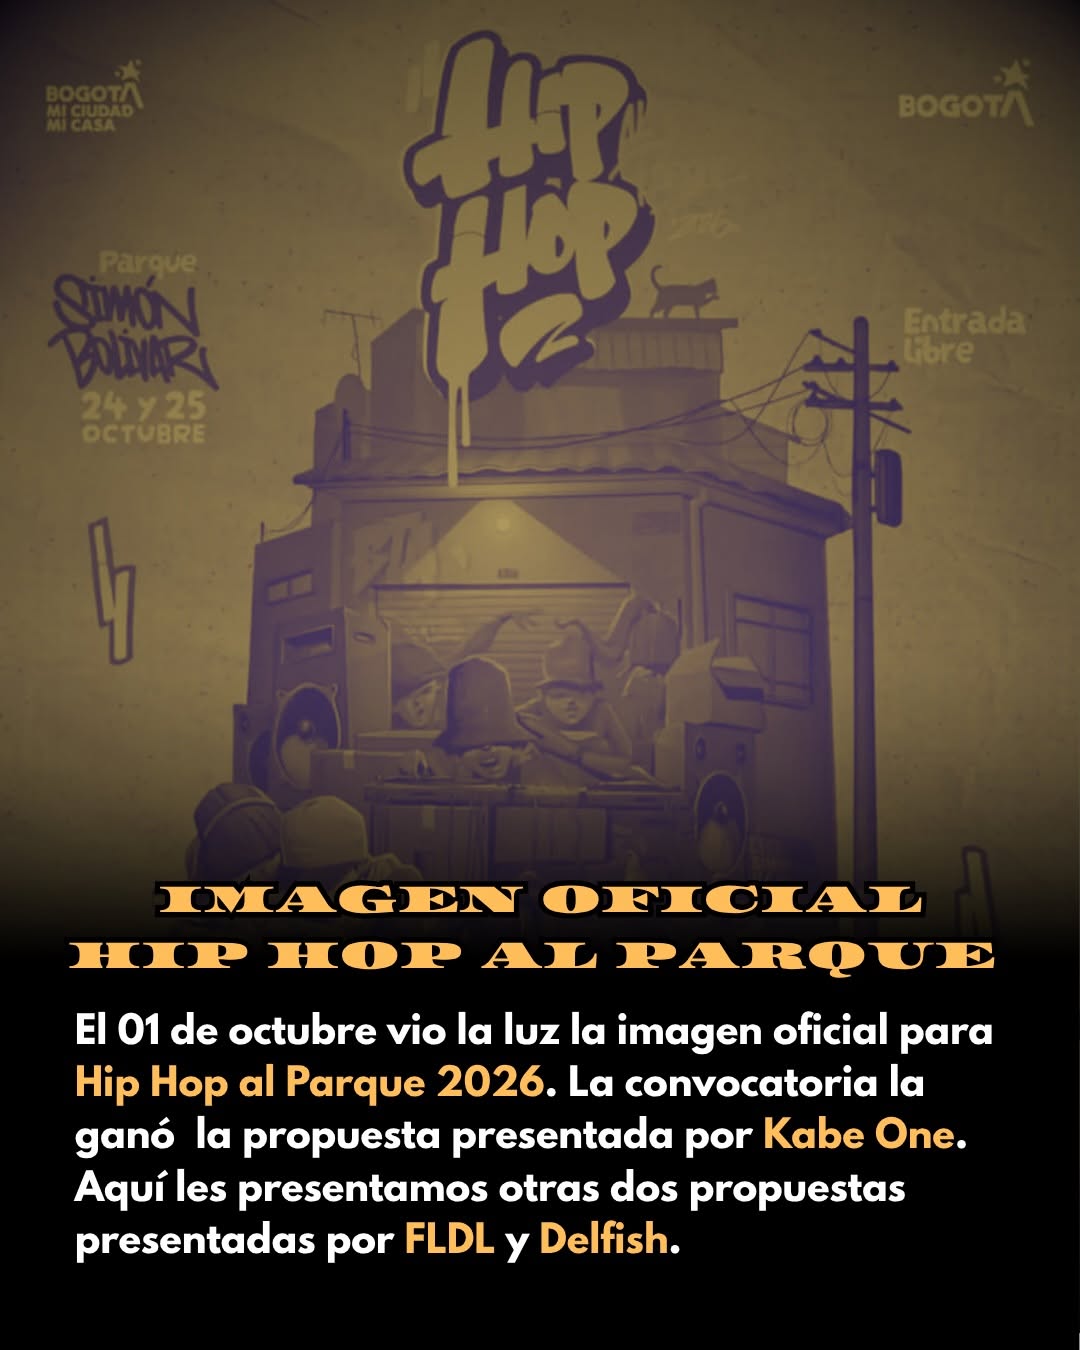 BOGOTÁ
MI CIUDAD
MI CASA
BOGOTÁ
HIP
HOP
Parque
SIMÓN
BOLÍVAR
24 y 25
OCTUBRE
Entrada
Libre
IMAGEN OFICIAL
HIP HOP AL PARQUE
El 01 de octubre vio la luz la imagen oficial para
Hip Hop al Parque 2026. La convocatoria la
ganó la propuesta presentada por Kabe One.
Aquí les presentamos otras dos propuestas
presentadas por FLDL y Delfish.